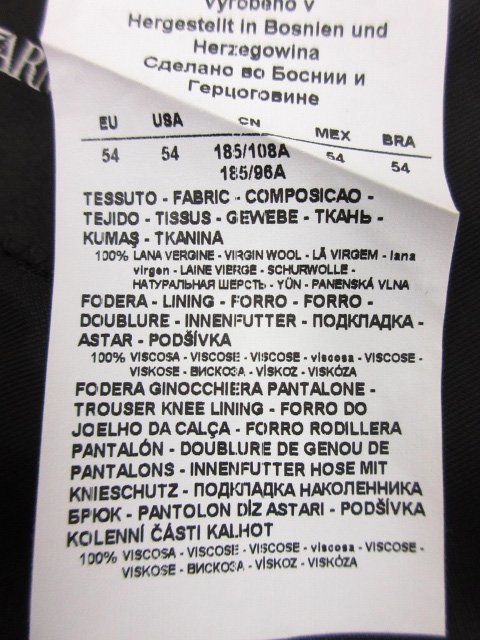 Vyrobeno v
Hergestellt in Bosnien und
Herzegowina
Сделано во Боснии и
Герцоговине
EU USA CN MEX BRA
54 54 185/108A 54 54
185/96A
TESSUTO - FABRIC - COMPOSICAO -
TEJIDO - TISSUS - GEWEBE - ТКАНЬ -
KUMAŞ - TKANINA
100% LANA VERGINE - VIRGIN WOOL - LÃ VIRGEM - lana
virgen - LAINE VIERGE - SCHURWOLLE -
НАТУРАЛЬНАЯ ШЕРСТЬ - YÜN - PANENSKÁ VLNA
FODERA - LINING - FORRO - FORRO -
DOUBLURE - INNENFUTTER - ПОДКЛАДКА -
ASTAR - PODŠÍVKA
100% VISCOSA - VISCOSE - VISCOSE - viscosa - VISCOSE -
VISKOSE - ВИСКОЗА - VİSKOZ - VISKÓZA
FODERA GINOCCHIERA PANTALONE -
TROUSER KNEE LINING - FORRO DO
JOELHO DA CALÇA - FORRO RODILLERA
PANTALÓN - DOUBLURE DE GENOU DE
PANTALONS - INNENFUTTER HOSE MIT
KNIESCHUTZ - ПОДКЛАДКА НАКОЛЕННИКА
БРЮК - PANTOLON DİZ ASTARI - PODŠÍVKA
KOLENNÍ ČÁSTI KALHOT
100% VISCOSA - VISCOSE - VISCOSE - viscosa - VISCOSE -
VISKOSE - ВИСКОЗА - VİSKOZ - VISKÓZA